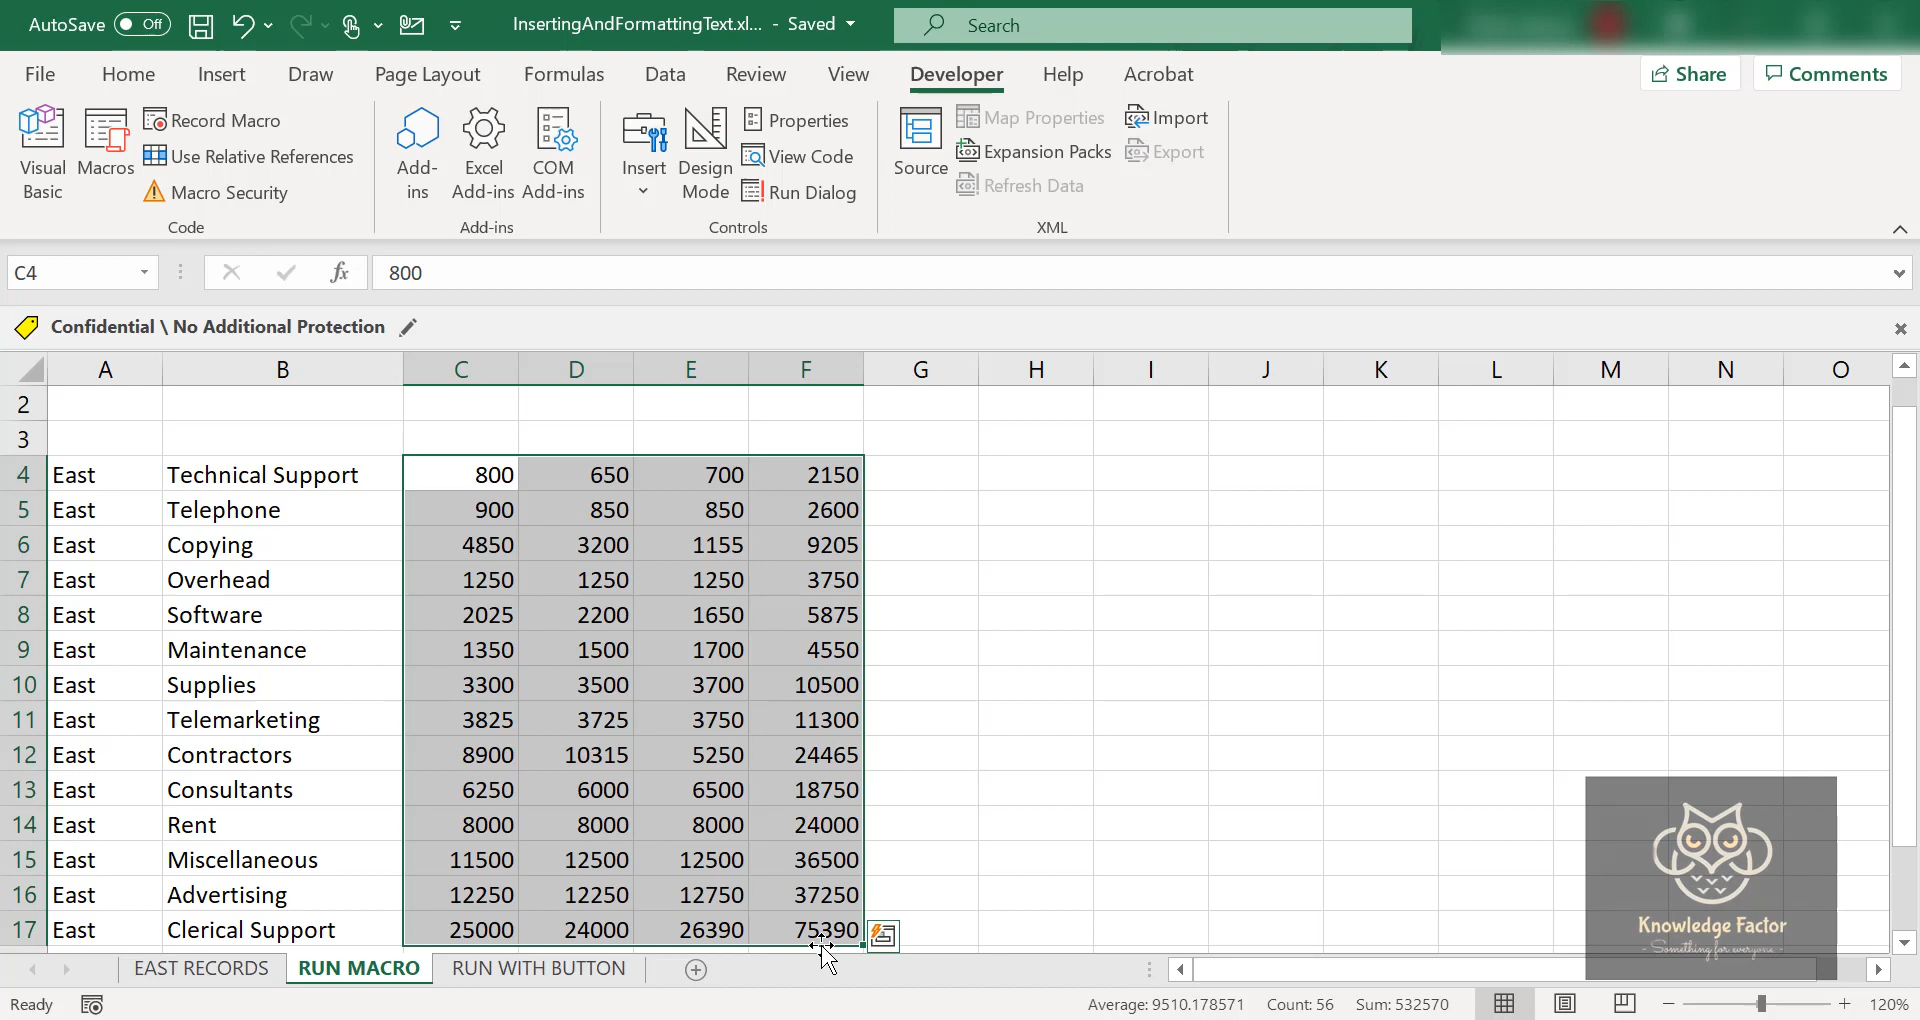 AutoSave Off InsertingAndFormattingText.xl... - Saved Search
File Home Insert Draw Page Layout Formulas Data Review View Developer Help Acrobat Share Comments
Visual Basic
Macros
Record Macro
Use Relative References
Macro Security
Code
Add-ins
Excel Add-ins
COM Add-ins
Add-ins
Insert
Design Mode
Properties
View Code
Run Dialog
Controls
Source
Map Properties
Expansion Packs
Refresh Data
Import
Export
XML
C4 fx 800
Confidential \ No Additional Protection
A B C D E F G H I J K L M N O
2
3
4 East Technical Support 800 650 700 2150
5 East Telephone 900 850 850 2600
6 East Copying 4850 3200 1155 9205
7 East Overhead 1250 1250 1250 3750
8 East Software 2025 2200 1650 5875
9 East Maintenance 1350 1500 1700 4550
10 East Supplies 3300 3500 3700 10500
11 East Telemarketing 3825 3725 3750 11300
12 East Contractors 8900 10315 5250 24465
13 East Consultants 6250 6000 6500 18750
14 East Rent 8000 8000 8000 24000
15 East Miscellaneous 11500 12500 12500 36500
16 East Advertising 12250 12250 12750 37250
17 East Clerical Support 25000 24000 26390 75390
Knowledge Factor
- Something for everyone -
EAST RECORDS RUN MACRO RUN WITH BUTTON
Ready Average: 9510.178571 Count: 56 Sum: 532570 120%